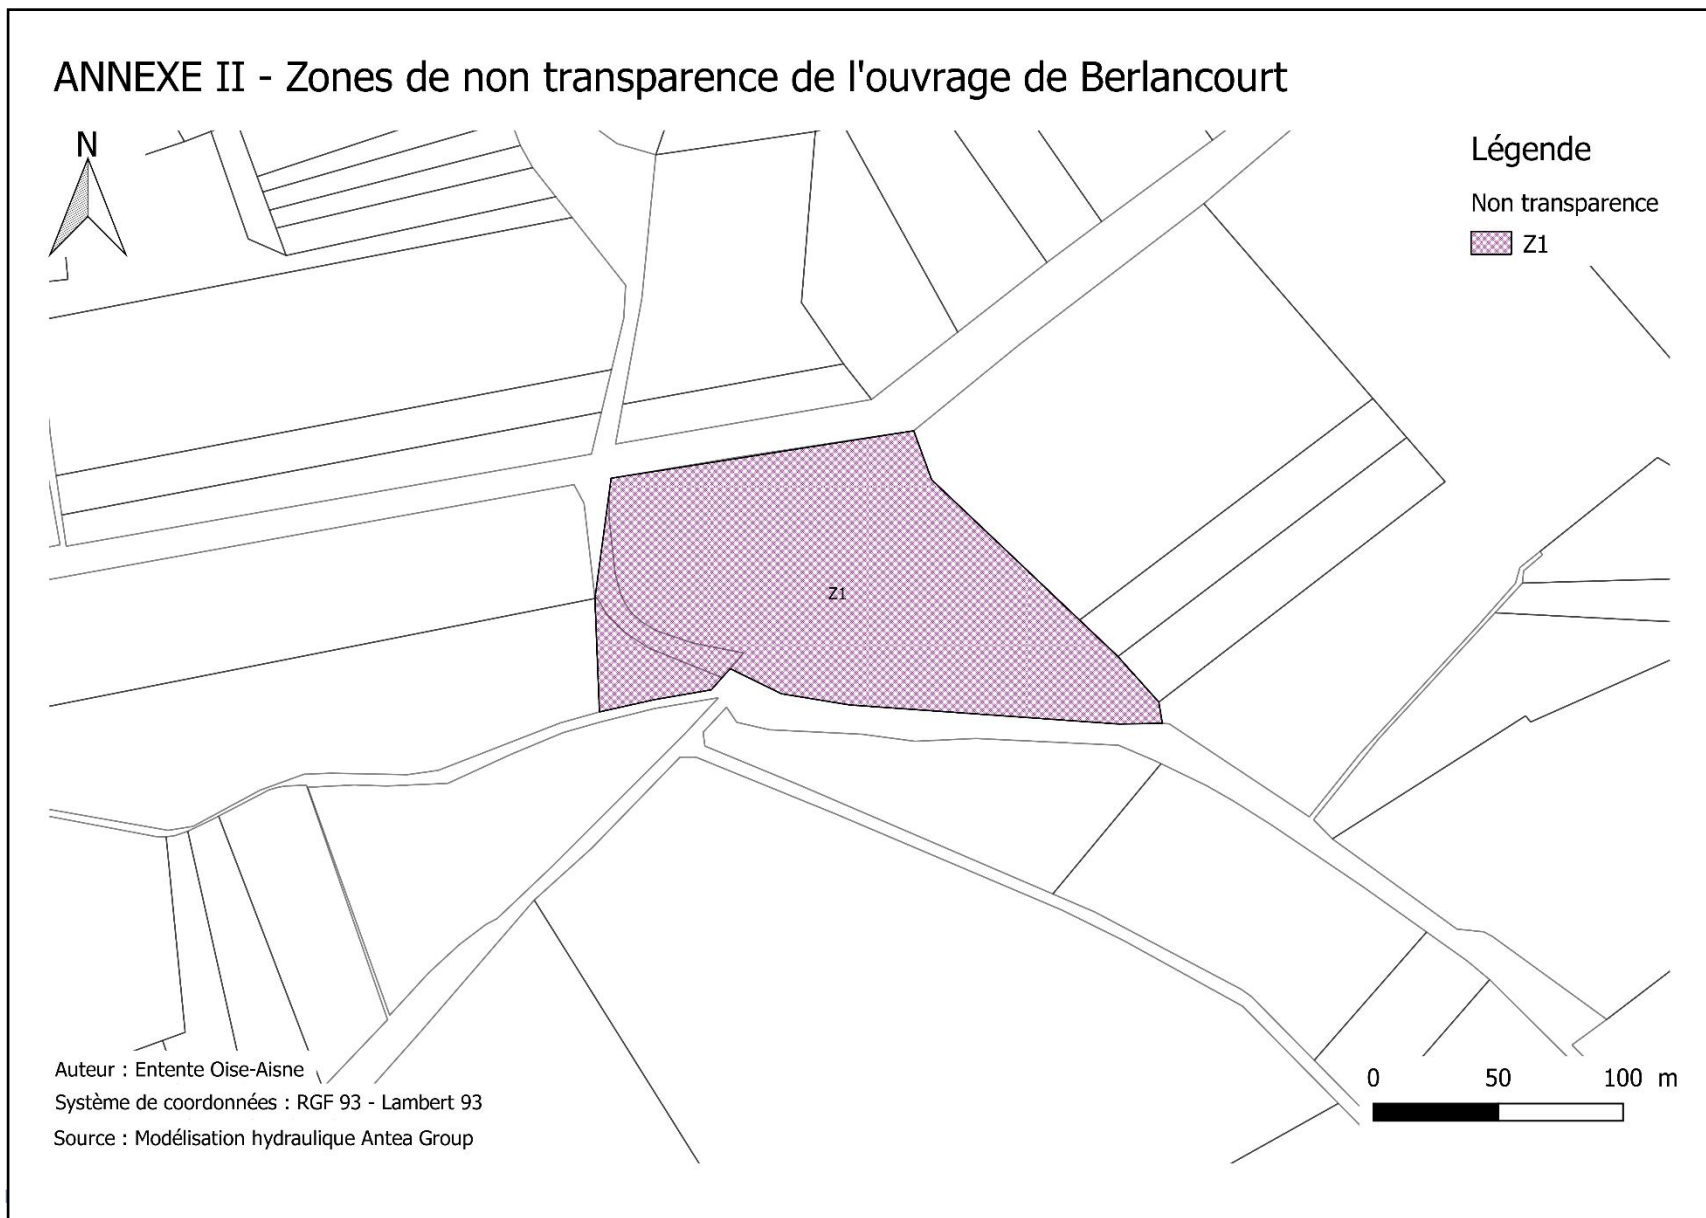 ANNEXE II - Zones de non transparence de l'ouvrage de Berlancourt
N
Légende
Non transparence
Z1
Z1
Auteur : Entente Oise-Aisne
Système de coordonnées : RGF 93 - Lambert 93
Source : Modélisation hydraulique Antea Group
0 50 100 m